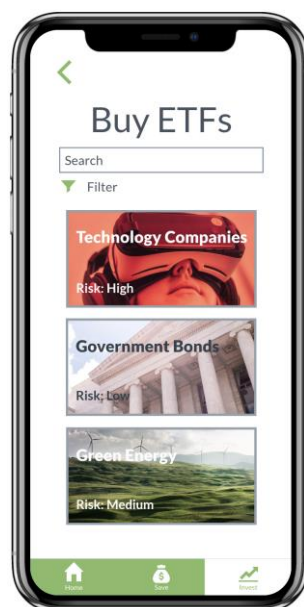 Buy ETFs
Search
Filter
Technology Companies
Risk: High
Government Bonds
Risk: Low
Green Energy
Risk: Medium
Home
Save
Invest